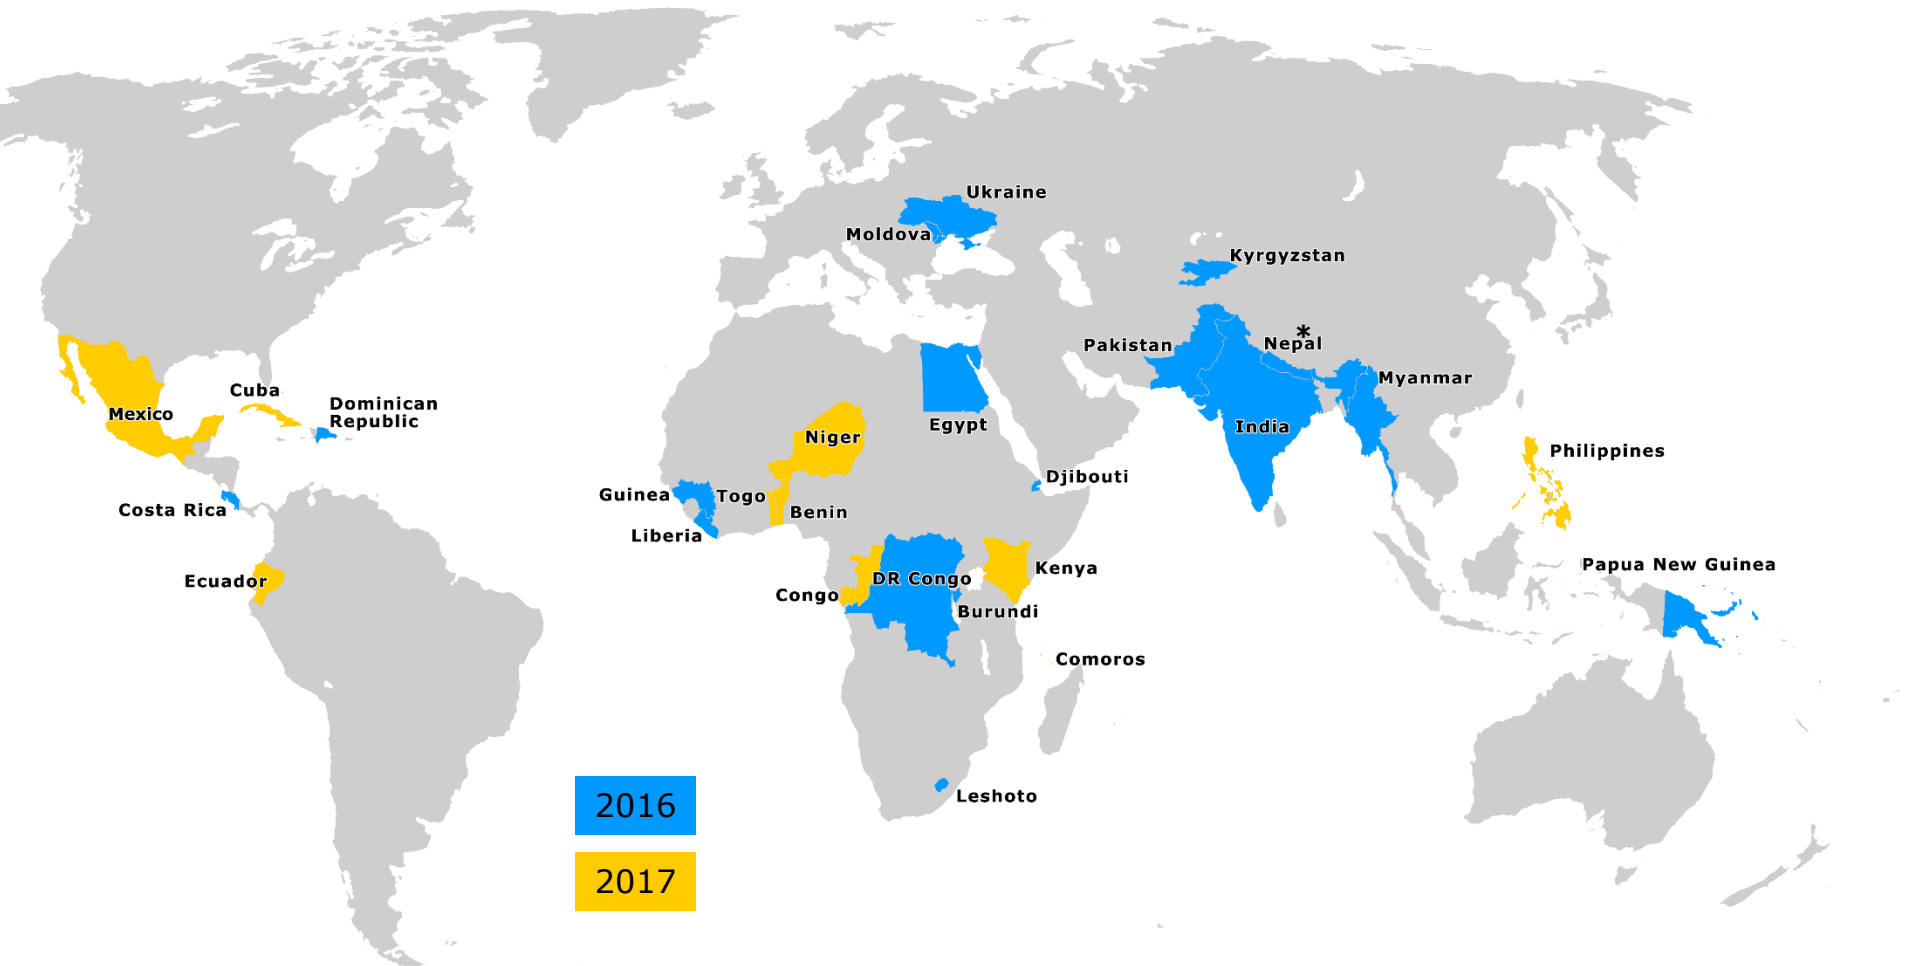 Ukraine
Moldova
Kyrgyzstan
*
Nepal
Pakistan
Myanmar
Cuba
Dominican
Republic
Mexico
Egypt
India
Niger
Philippines
Djibouti
Guinea
Togo
Benin
Costa Rica
Liberia
Papua New Guinea
Kenya
DR Congo
Ecuador
Congo
Burundi
Comoros
Leshoto
2016
2017